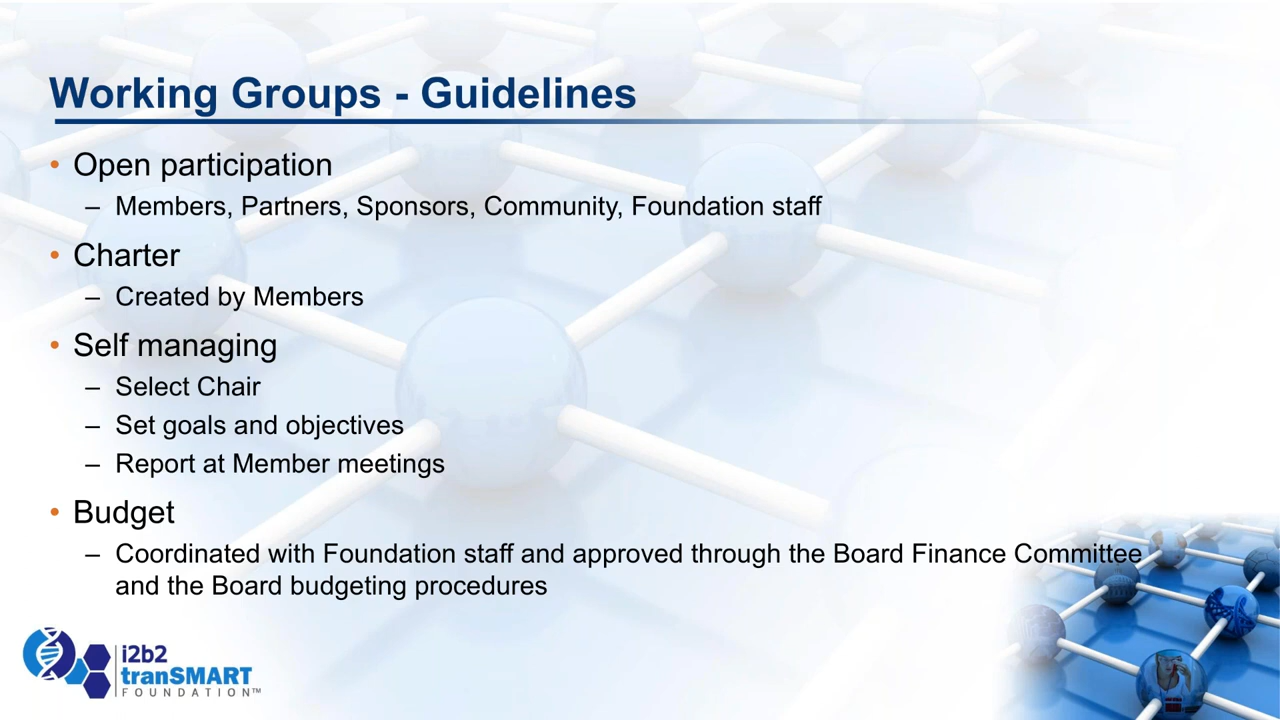 Working Groups - Guidelines
• Open participation
– Members, Partners, Sponsors, Community, Foundation staff
• Charter
– Created by Members
• Self managing
– Select Chair
– Set goals and objectives
– Report at Member meetings
• Budget
– Coordinated with Foundation staff and approved through the Board Finance Committee
and the Board budgeting procedures
i2b2
tranSMART
FOUNDATION™